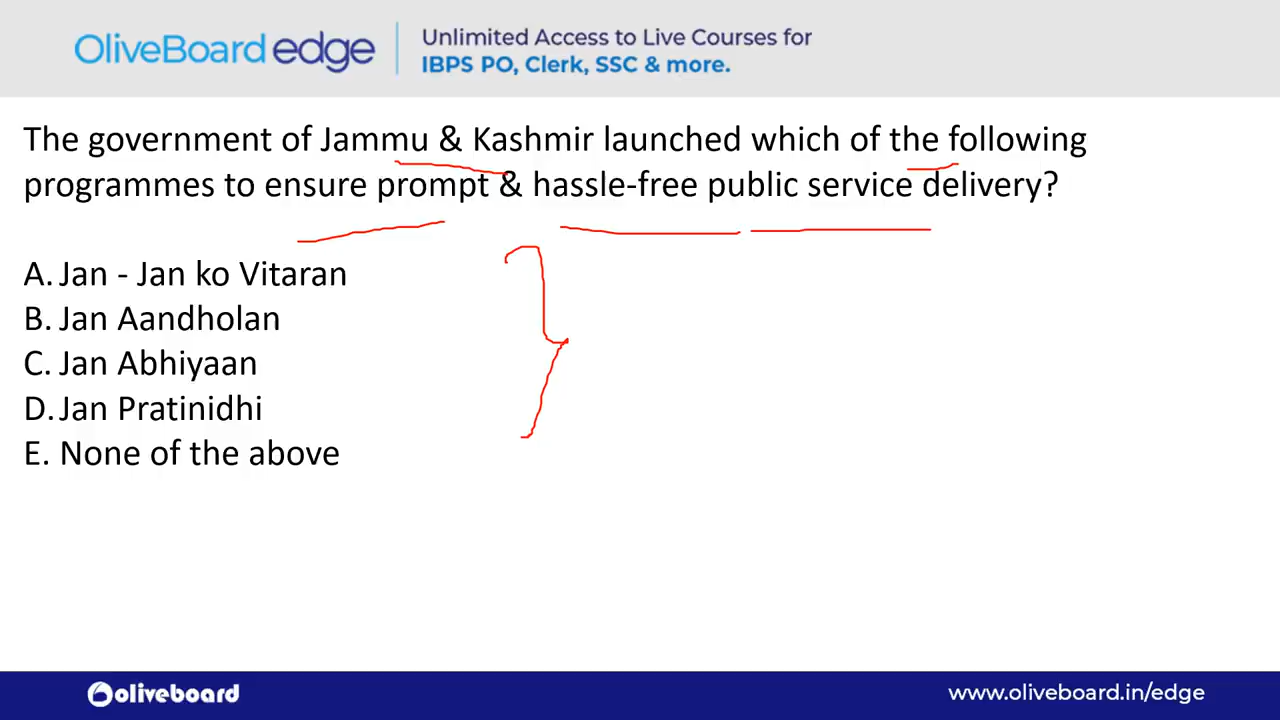 OliveBoard edge
Unlimited Access to Live Courses for
IBPS PO, Clerk, SSC & more.
The government of Jammu & Kashmir launched which of the following
programmes to ensure prompt & hassle-free public service delivery?
A. Jan - Jan ko Vitaran
B. Jan Aandholan
C. Jan Abhiyaan
D. Jan Pratinidhi
E. None of the above
oliveboard
www.oliveboard.in/edge